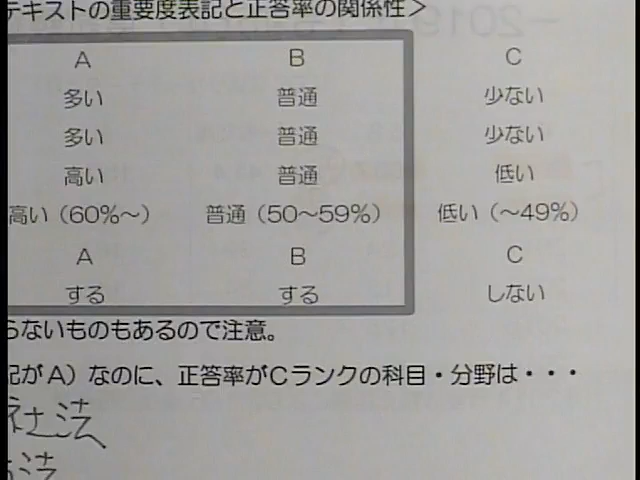 テキストの重要度表記と正答率の関係性＞
A B C
多い 普通 少ない
多い 普通 少ない
高い 普通 低い
高い（60%～） 普通（50～59%） 低い（～49%）
A B C
する する しない
らないものもあるので注意。
記がA）なのに、正答率がCランクの科目・分野は・・・
社法
法